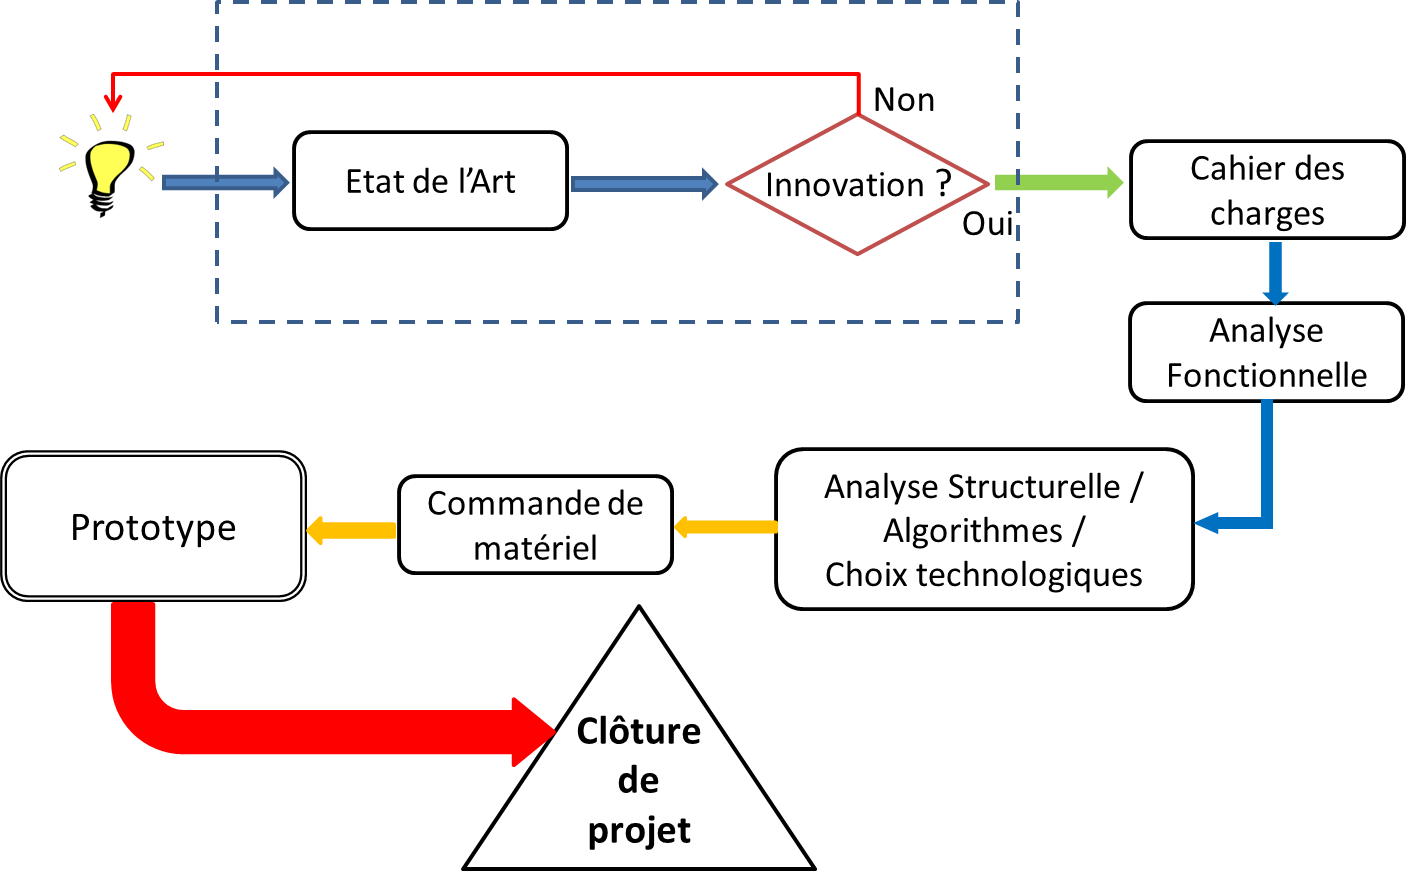 Non
Etat de l'Art
Innovation ?
Oui
Cahier des
charges
Analyse
Fonctionnelle
Analyse Structurelle /
Algorithmes /
Choix technologiques
Commande de
matériel
Prototype
Clôture
de
projet